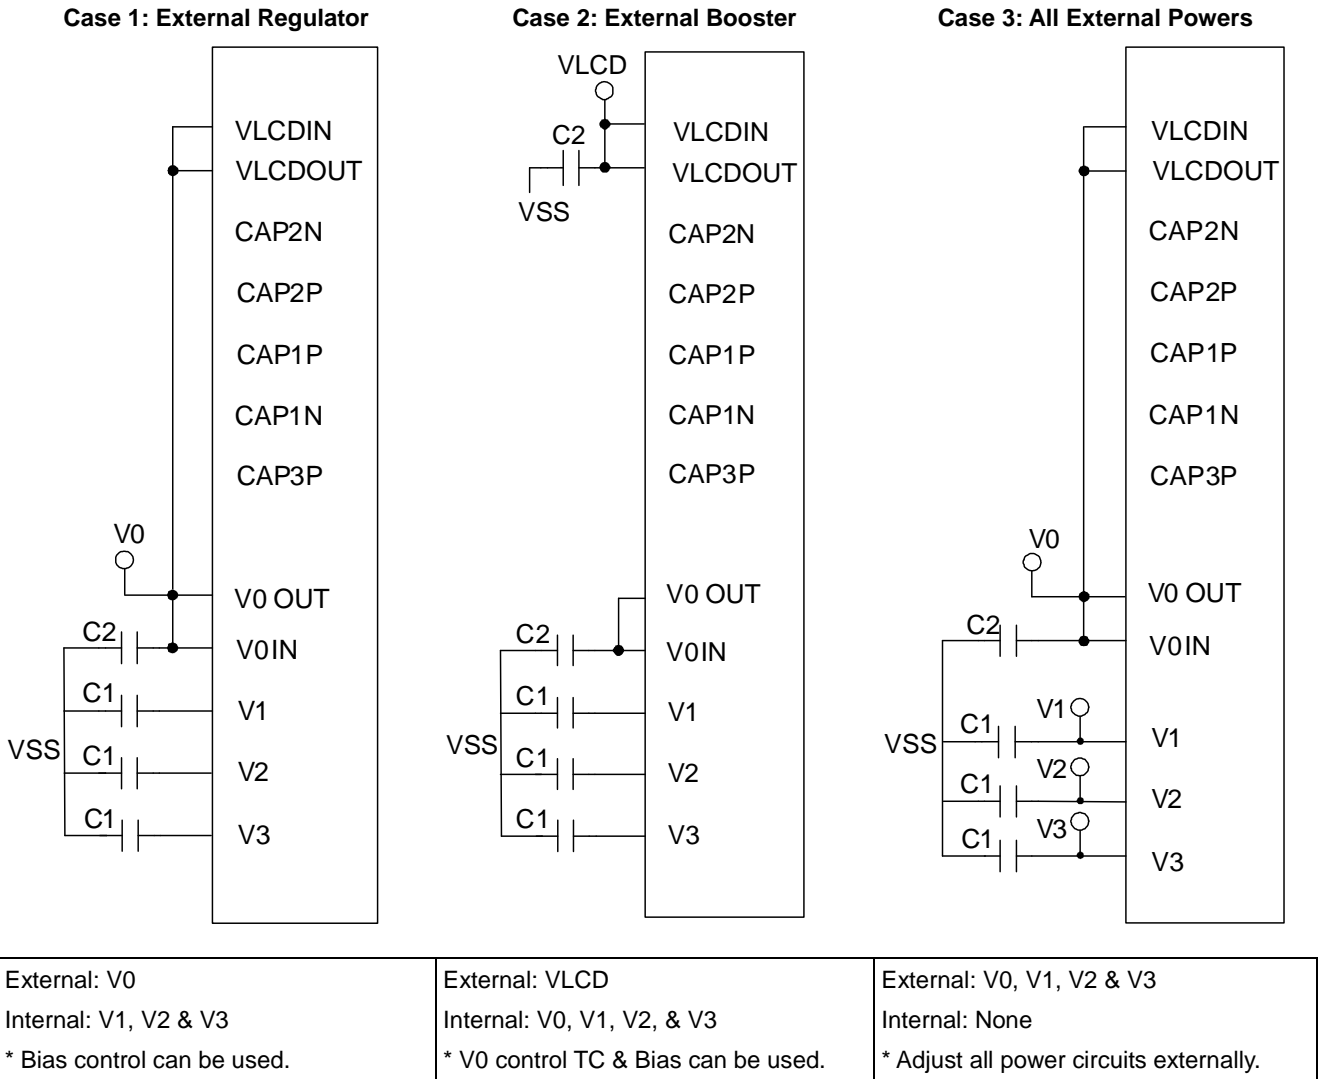 Case 1: External Regulator
VLCDIN
VLCDOUT
CAP2N
CAP2P
CAP1P
CAP1N
CAP3P
V0
V0 OUT
C2
V0IN
C1
V1
VSS
C1
V2
C1
V3
External: V0
Internal: V1, V2 & V3
* Bias control can be used.
Case 2: External Booster
VLCD
C2
VLCDIN
VLCDOUT
VSS
CAP2N
CAP2P
CAP1P
CAP1N
CAP3P
V0 OUT
C2
V0IN
C1
V1
VSS
C1
V2
C1
V3
External: VLCD
Internal: V0, V1, V2, & V3
* V0 control TC & Bias can be used.
Case 3: All External Powers
VLCDIN
VLCDOUT
CAP2N
CAP2P
CAP1P
CAP1N
CAP3P
V0
V0 OUT
C2
V0IN
V1
C1
V1
VSS
V2
C1
V2
V3
C1
V3
External: V0, V1, V2 & V3
Internal: None
* Adjust all power circuits externally.